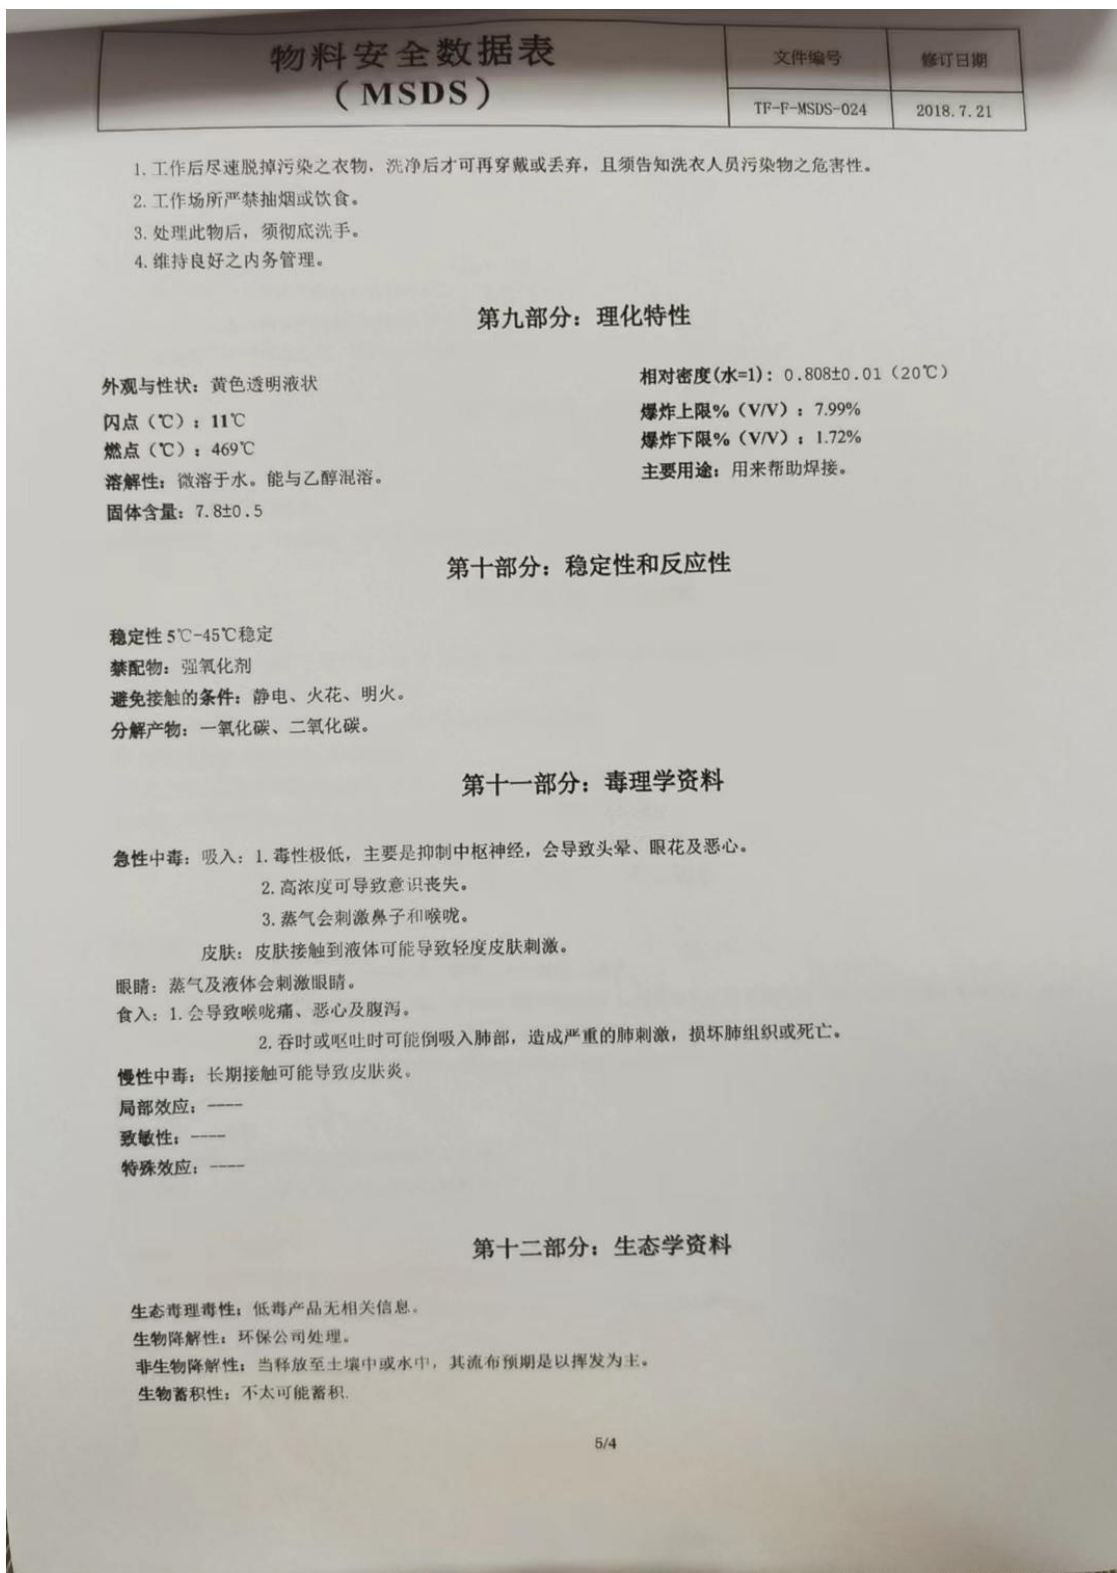 物料安全数据表
（MSDS）
文件编号
修订日期
TF-F-MSDS-024
2018.7.21
1.工作后尽速脱掉污染之衣物，洗净后才可再穿戴或丢弃，且须告知洗衣人员污染物之危害性。
2.工作场所严禁抽烟或饮食。
3.处理此物后，须彻底洗手。
4.维持良好之内务管理。
第九部分：理化特性
外观与性状：黄色透明液状
相对密度(水=1)：0.808±0.01（20℃）
闪点（℃）：11℃
爆炸上限%（V/V）：7.99%
燃点（℃）：469℃
爆炸下限%（V/V）：1.72%
溶解性：微溶于水。能与乙醇混溶。
主要用途：用来帮助焊接。
固体含量：7.8±0.5
第十部分：稳定性和反应性
稳定性 5℃-45℃稳定
禁配物：强氧化剂
避免接触的条件：静电、火花、明火。
分解产物：一氧化碳、二氧化碳。
第十一部分：毒理学资料
急性中毒：吸入：1.毒性极低，主要是抑制中枢神经，会导致头晕、眼花及恶心。
2.高浓度可导致意识丧失。
3.蒸气会刺激鼻子和喉咙。
皮肤：皮肤接触到液体可能导致轻度皮肤刺激。
眼睛：蒸气及液体会刺激眼睛。
食入：1.会导致喉咙痛、恶心及腹泻。
2.吞时或呕吐时可能倒吸入肺部，造成严重的肺刺激，损坏肺组织或死亡。
慢性中毒：长期接触可能导致皮肤炎。
局部效应：----
致敏性：----
特殊效应：----
第十二部分：生态学资料
生态毒理毒性：低毒产品无相关信息。
生物降解性：环保公司处理。
非生物降解性：当释放至土壤中或水中，其流布预期是以挥发为主。
生物蓄积性：不太可能蓄积.
5/4